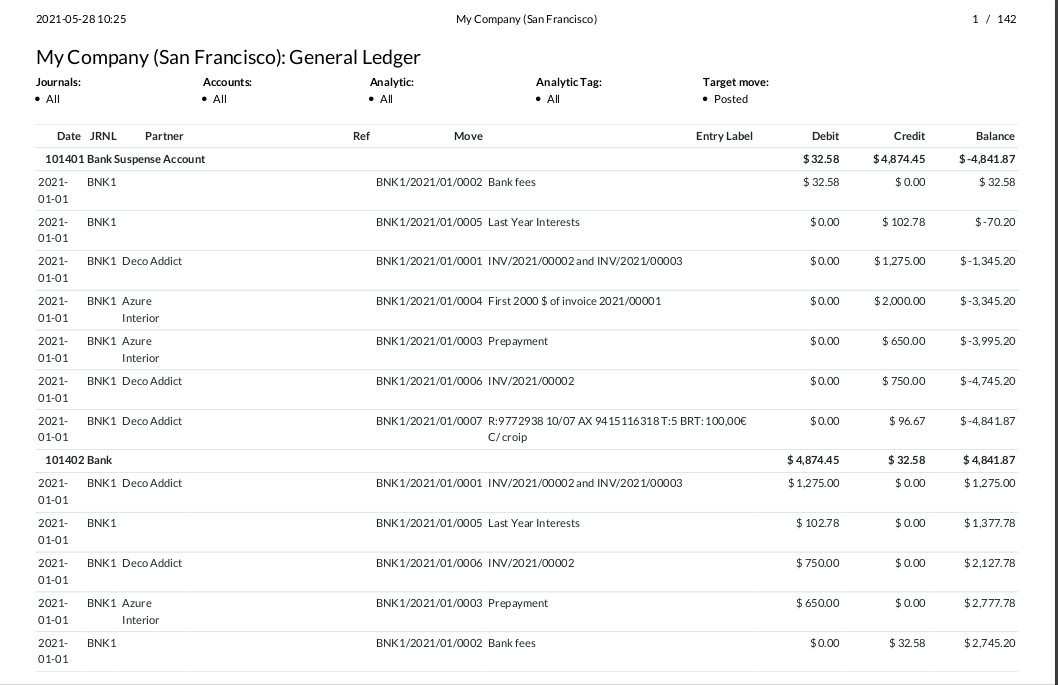 2021-05-28 10:25 My Company (San Francisco) 1 / 142
My Company (San Francisco): General Ledger
Journals: Accounts: Analytic: Analytic Tag: Target move:
• All • All • All • All • Posted
Date JRNL Partner Ref Move Entry Label Debit Credit Balance
101401 Bank Suspense Account $ 32.58 $ 4,874.45 $ -4,841.87
2021- BNK1 BNK1/2021/01/0002 Bank fees $ 32.58 $ 0.00 $ 32.58
01-01
2021- BNK1 BNK1/2021/01/0005 Last Year Interests $ 0.00 $ 102.78 $ -70.20
01-01
2021- BNK1 Deco Addict BNK1/2021/01/0001 INV/2021/00002 and INV/2021/00003 $ 0.00 $ 1,275.00 $ -1,345.20
01-01
2021- BNK1 Azure BNK1/2021/01/0004 First 2000 $ of invoice 2021/00001 $ 0.00 $ 2,000.00 $ -3,345.20
01-01 Interior
2021- BNK1 Azure BNK1/2021/01/0003 Prepayment $ 0.00 $ 650.00 $ -3,995.20
01-01 Interior
2021- BNK1 Deco Addict BNK1/2021/01/0006 INV/2021/00002 $ 0.00 $ 750.00 $ -4,745.20
01-01
2021- BNK1 Deco Addict BNK1/2021/01/0007 R:9772938 10/07 AX 9415116318 T:5 BRT: 100,00€ $ 0.00 $ 96.67 $ -4,841.87
01-01 C/ croip
101402 Bank $ 4,874.45 $ 32.58 $ 4,841.87
2021- BNK1 Deco Addict BNK1/2021/01/0001 INV/2021/00002 and INV/2021/00003 $ 1,275.00 $ 0.00 $ 1,275.00
01-01
2021- BNK1 BNK1/2021/01/0005 Last Year Interests $ 102.78 $ 0.00 $ 1,377.78
01-01
2021- BNK1 Deco Addict BNK1/2021/01/0006 INV/2021/00002 $ 750.00 $ 0.00 $ 2,127.78
01-01
2021- BNK1 Azure BNK1/2021/01/0003 Prepayment $ 650.00 $ 0.00 $ 2,777.78
01-01 Interior
2021- BNK1 BNK1/2021/01/0002 Bank fees $ 0.00 $ 32.58 $ 2,745.20
01-01